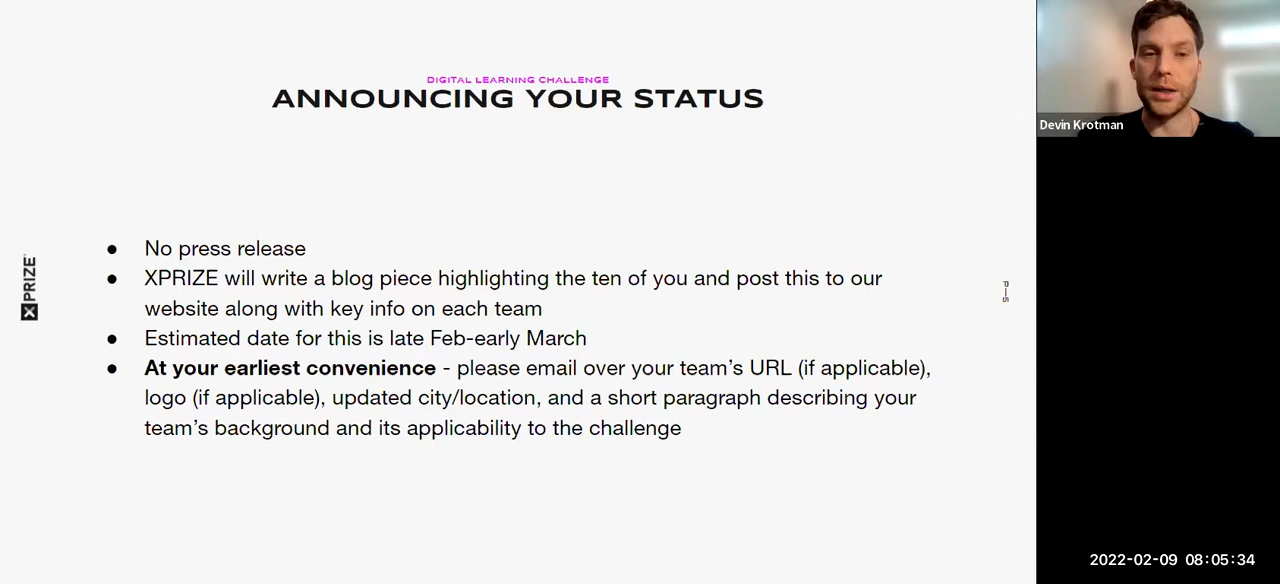 DIGITAL LEARNING CHALLENGE
ANNOUNCING YOUR STATUS
● No press release
● XPRIZE will write a blog piece highlighting the ten of you and post this to our
website along with key info on each team
● Estimated date for this is late Feb-early March
● At your earliest convenience - please email over your team's URL (if applicable),
logo (if applicable), updated city/location, and a short paragraph describing your
team's background and its applicability to the challenge
XPRIZE
P—5
Devin Krotman
2022-02-09 08:05:34